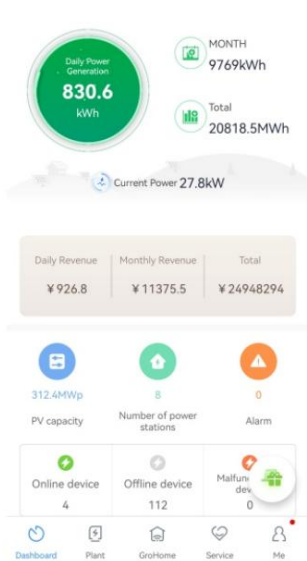 Daily Power
Generation
830.6
kWh
MONTH
9769kWh
Total
20818.5MWh
Current Power 27.8kW
Daily Revenue
¥926.8
Monthly Revenue
¥11375.5
Total
¥24948294
312.4MWp
PV capacity
8
Number of power
stations
0
Alarm
Online device
4
Offline device
112
0
Dashboard
Plant
GroHome
Service
Me